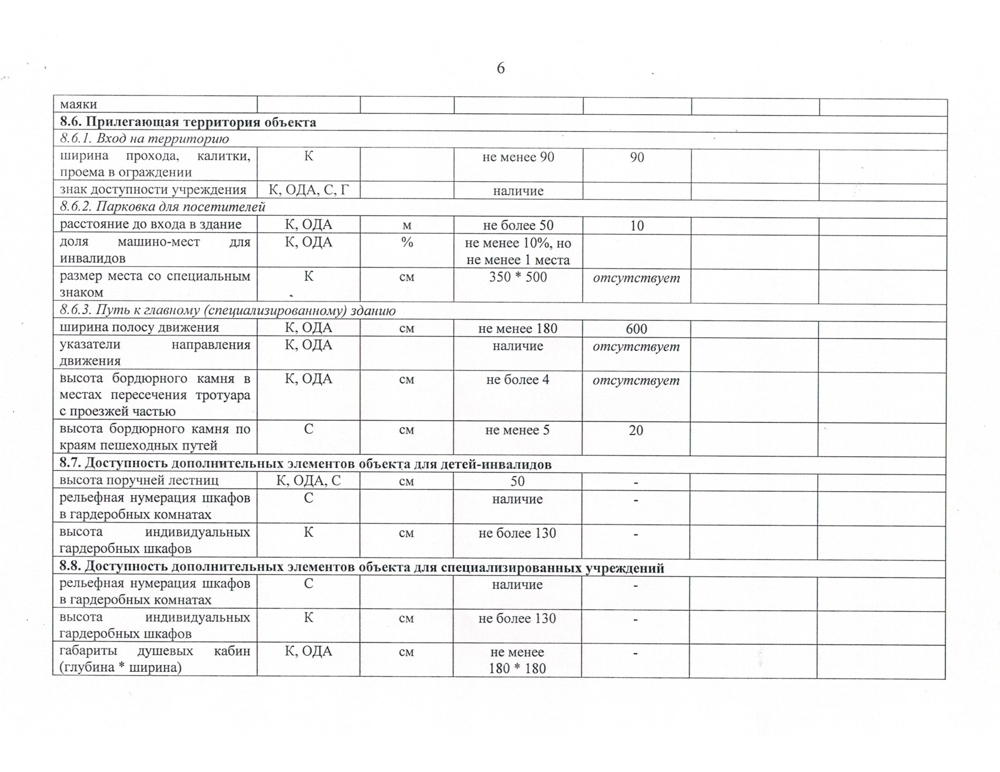 6
маяки
8.6. Прилегающая территория объекта
8.6.1. Вход на территорию
ширина прохода, калитки, К не менее 90 90
проема в ограждении
знак доступности учреждения К, ОДА, С, Г наличие
8.6.2. Парковка для посетителей
расстояние до входа в здание К, ОДА м не более 50 10
доля машино-мест для К, ОДА % не менее 10%, но
инвалидов не менее 1 места
размер места со специальным К см 350 * 500 отсутствует
знаком
8.6.3. Путь к главному (специализированному) зданию
ширина полосу движения К, ОДА см не менее 180 600
указатели направления К, ОДА наличие отсутствует
движения
высота бордюрного камня в К, ОДА см не более 4 отсутствует
местах пересечения тротуара
с проезжей частью
высота бордюрного камня по С см не менее 5 20
краям пешеходных путей
8.7. Доступность дополнительных элементов объекта для детей-инвалидов
высота поручней лестниц К, ОДА, С см 50 -
рельефная нумерация шкафов С наличие -
в гардеробных комнатах
высота индивидуальных К см не более 130 -
гардеробных шкафов
8.8. Доступность дополнительных элементов объекта для специализированных учреждений
рельефная нумерация шкафов С наличие -
в гардеробных комнатах
высота индивидуальных К см не более 130 -
гардеробных шкафов
габариты душевых кабин К, ОДА см не менее -
(глубина * ширина) 180 * 180